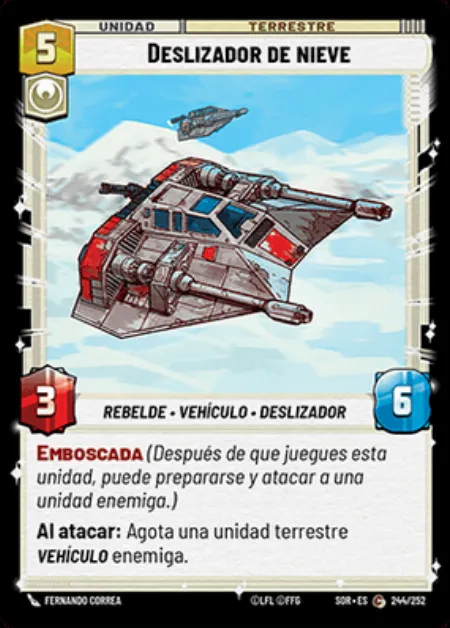 UNIDAD
TERRESTRE
5
DESLIZADOR DE NIEVE
3
6
REBELDE • VEHÍCULO • DESLIZADOR
EMBOSCADA (Después de que juegues esta
unidad, puede prepararse y atacar a una
unidad enemiga.)
Al atacar: Agota una unidad terrestre
VEHÍCULO enemiga.
FERNANDO CORREA
©LFL ©FFG
SOR • ES
C
244/252